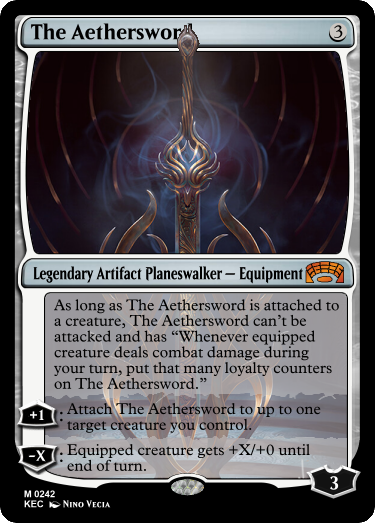 The Aethersword 3
Legendary Artifact Planeswalker — Equipment
As long as The Aethersword is attached to
a creature, The Aethersword can't be
attacked and has “Whenever equipped
creature deals combat damage during
your turn, put that many loyalty counters
on The Aethersword.”
+1: Attach The Aethersword to up to one
target creature you control.
-X: Equipped creature gets +X/+0 until
end of turn.
3
M 0242
KEC Nino Vecia